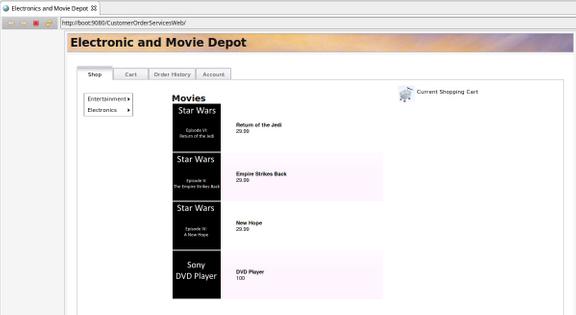 Electronics and Movie Depot
http://boot:9080/CustomerOrderServicesWeb/
Electronic and Movie Depot
Shop Cart Order History Account
Entertainment
Electronics
Movies
Current Shopping Cart
Star Wars
Episode VI:
Return of the Jedi
Return of the Jedi
29.99
Star Wars
Episode V:
The Empire Strikes Back
Empire Strikes Back
29.99
Star Wars
Episode IV:
A New Hope
New Hope
29.99
Sony
DVD Player
DVD Player
100